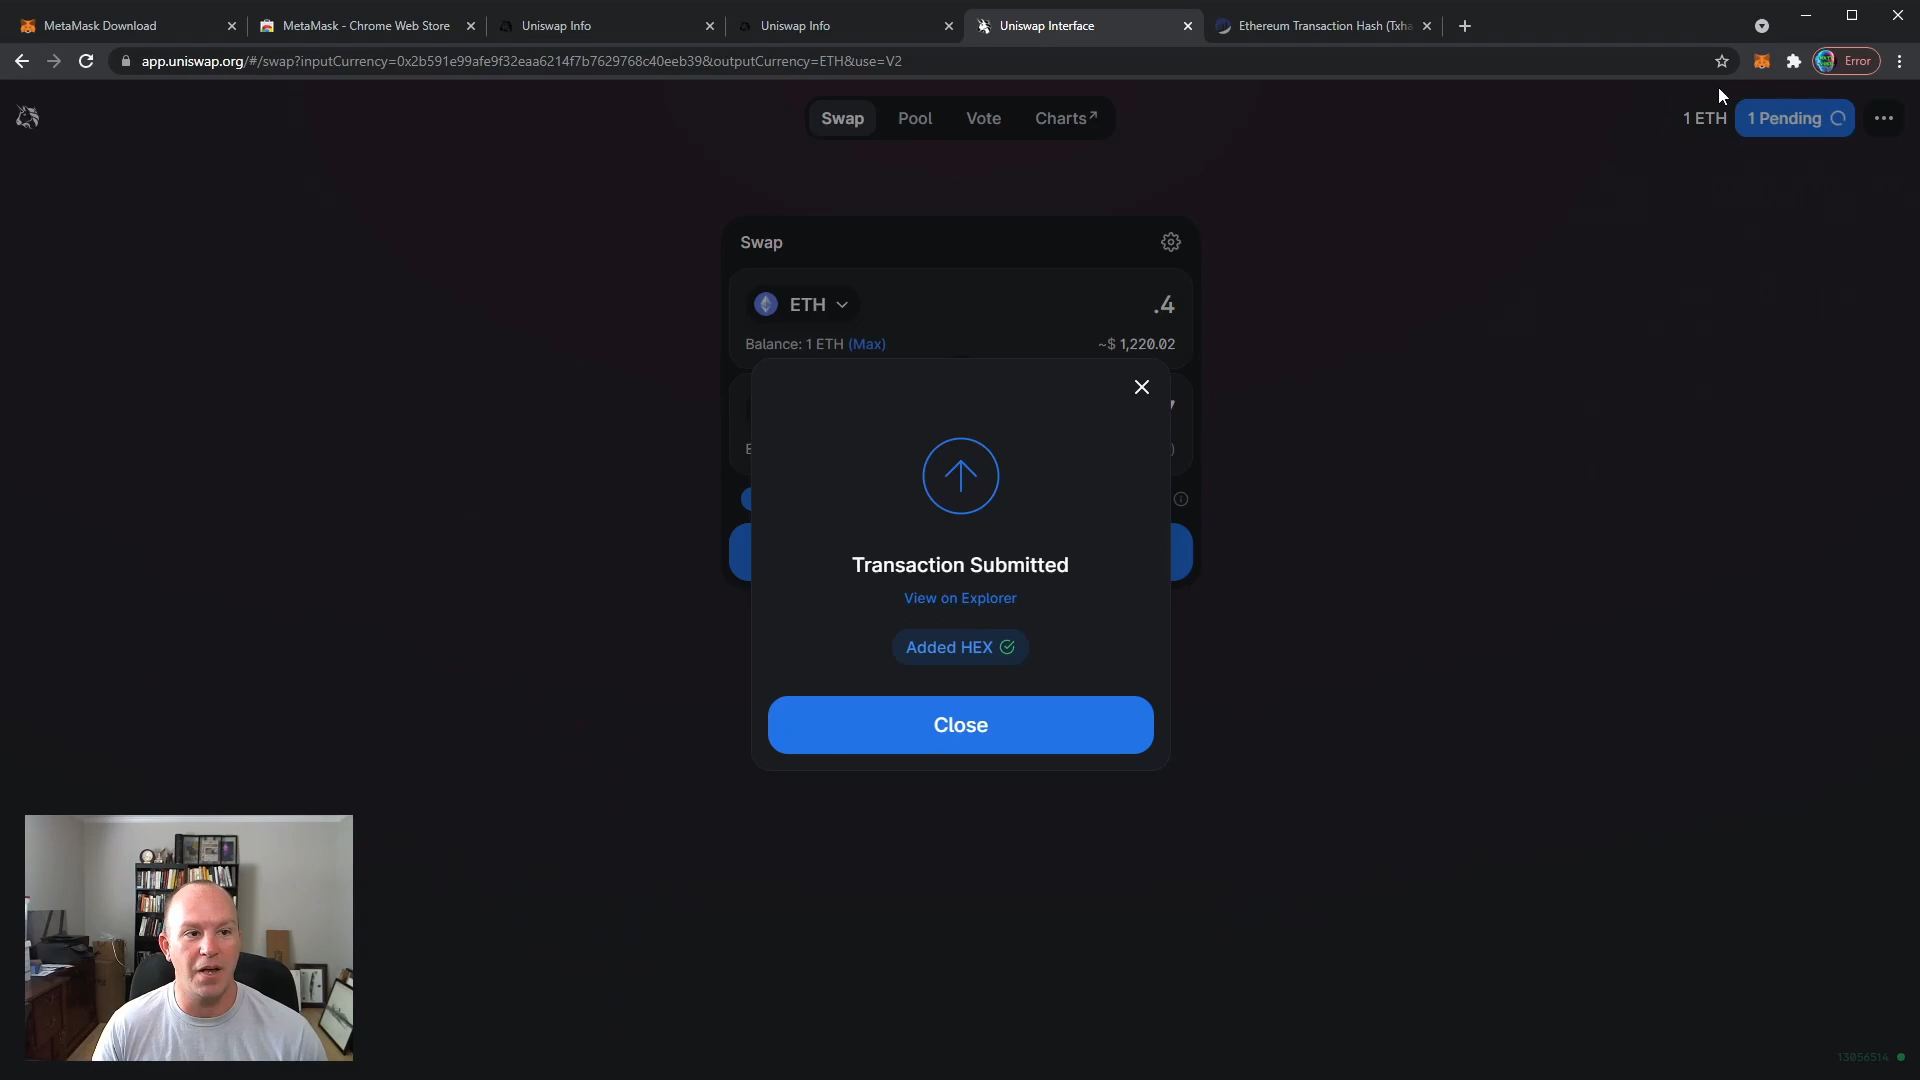 MetaMask Download
MetaMask - Chrome Web Store
Uniswap Info
Uniswap Info
Uniswap Interface
Ethereum Transaction Hash (Txha
app.uniswap.org/#/swap?inputCurrency=0x2b591e99afe9f32eaa6214f7b7629768c40eeb39&outputCurrency=ETH&use=V2
Error
Swap
Pool
Vote
Charts↗
1 ETH
1 Pending
Swap
ETH
.4
Balance: 1 ETH (Max)
~$ 1,220.02
Transaction Submitted
View on Explorer
Added HEX
Close
13056514